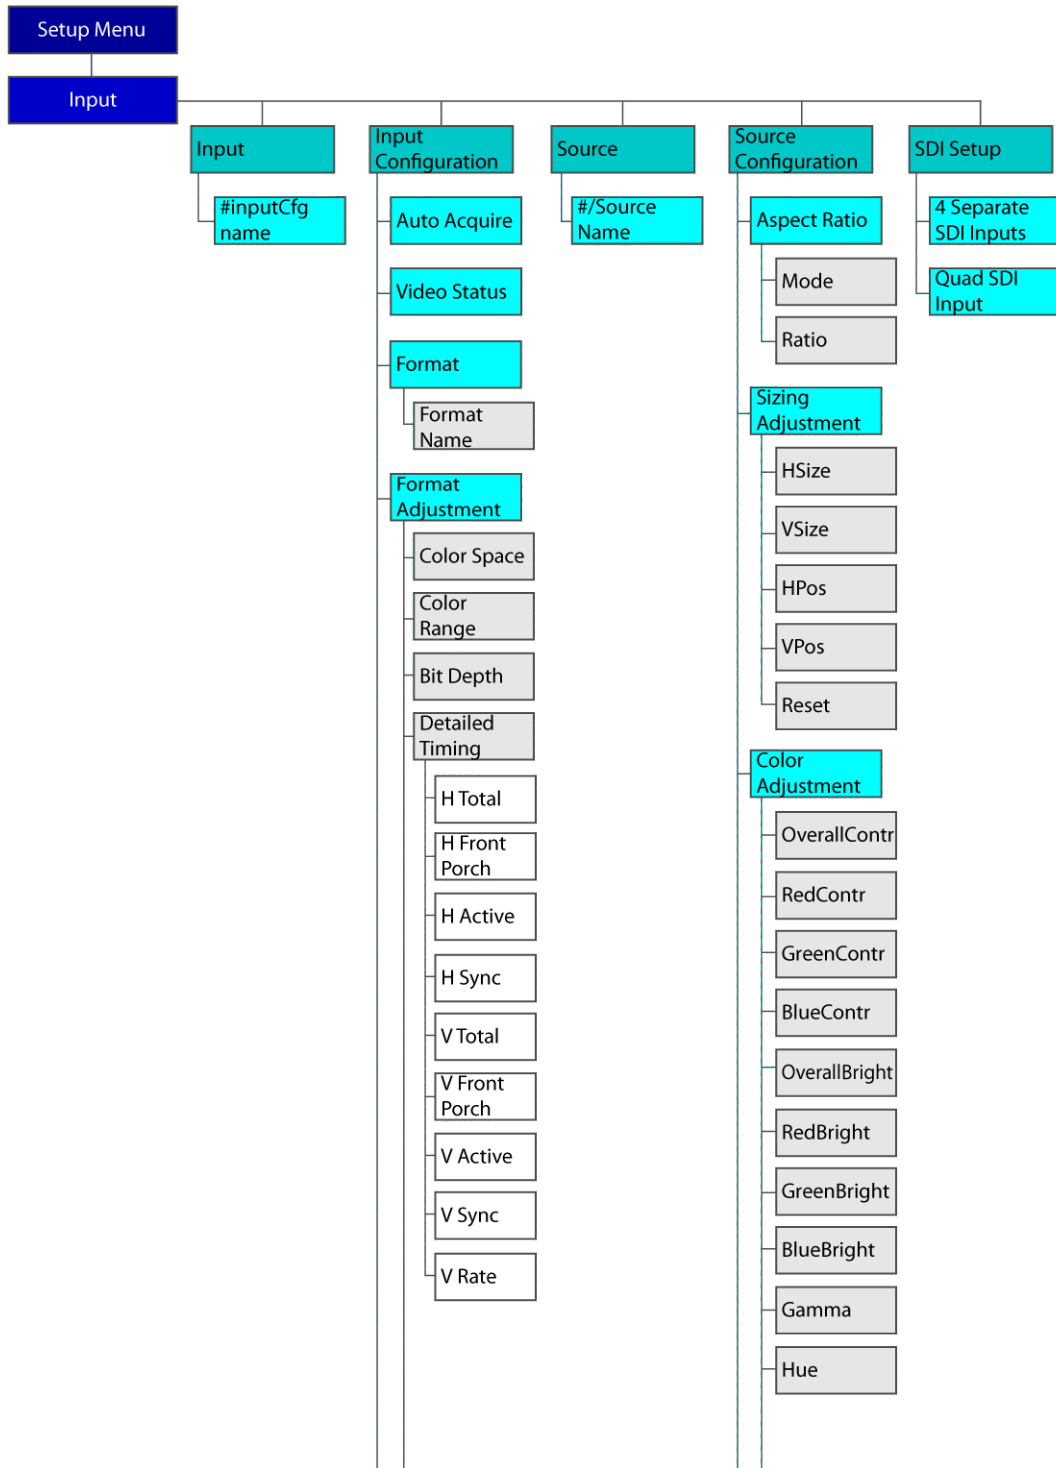 Setup Menu
Input
Input
#inputCfg
name
Input
Configuration
Auto Acquire
Video Status
Format
Format
Name
Format
Adjustment
Color Space
Color
Range
Bit Depth
Detailed
Timing
H Total
H Front
Porch
H Active
H Sync
V Total
V Front
Porch
V Active
V Sync
V Rate
Source
#/Source
Name
Source
Configuration
Aspect Ratio
Mode
Ratio
Sizing
Adjustment
HSize
VSize
HPos
VPos
Reset
Color
Adjustment
OverallContr
RedContr
GreenContr
BlueContr
OverallBright
RedBright
GreenBright
BlueBright
Gamma
Hue
SDI Setup
4 Separate
SDI Inputs
Quad SDI
Input